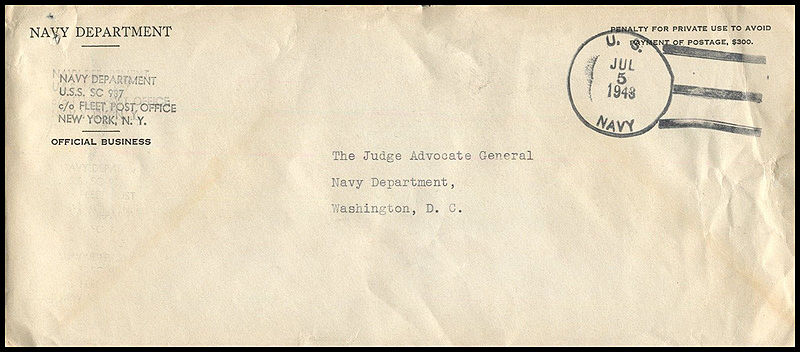 NAVY DEPARTMENT
PENALTY FOR PRIVATE USE TO AVOID
PAYMENT OF POSTAGE, $300.
U. S.
JUL
5
1943
NAVY
NAVY DEPARTMENT
U.S.S. SC 987
c/o FLEET POST OFFICE
NEW YORK, N. Y.
OFFICIAL BUSINESS
The Judge Advocate General
Navy Department,
Washington, D. C.